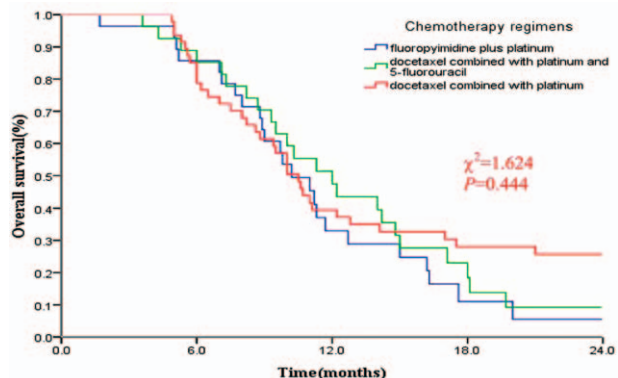 Chemotherapy regimens
fluoropyimidine plus platinum
docetaxel combined with platinum and
5-fluorouracil
docetaxel combined with platinum
χ²=1.624
P=0.444
Overall survival(%)
1.0
0.9
0.8
0.7
0.6
0.5
0.4
0.3
0.2
0.1
0.0
0.0 6.0 12.0 18.0 24.0
Time(months)